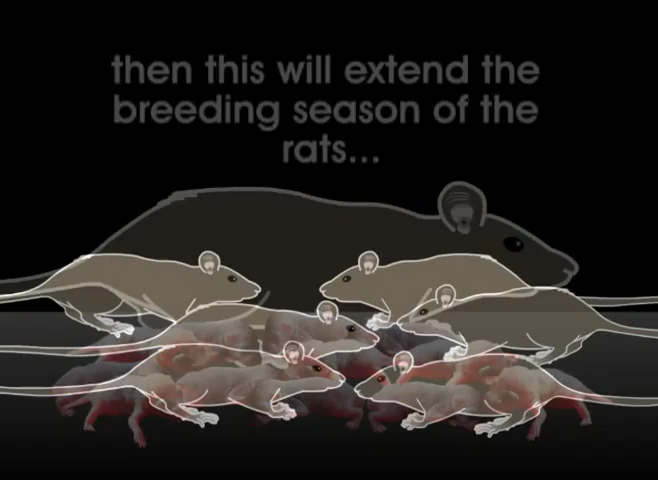 then this will extend the
breeding season of the
rats...